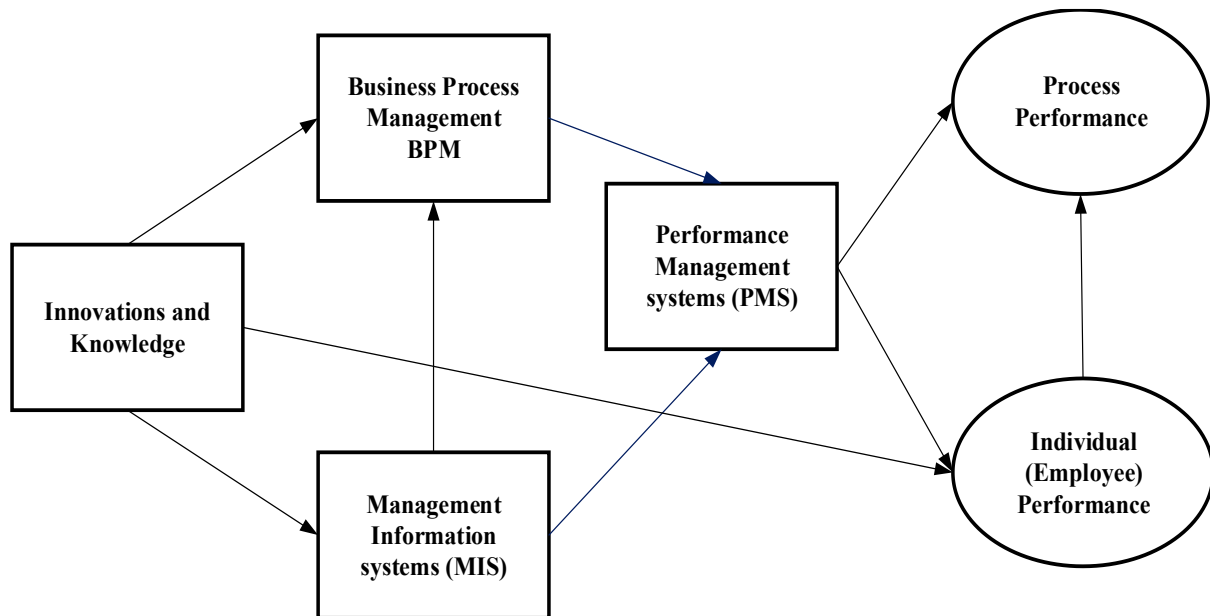 Business Process
Management
BPM
Process
Performance
Performance
Management
systems (PMS)
Innovations and
Knowledge
Individual
(Employee)
Performance
Management
Information
systems (MIS)